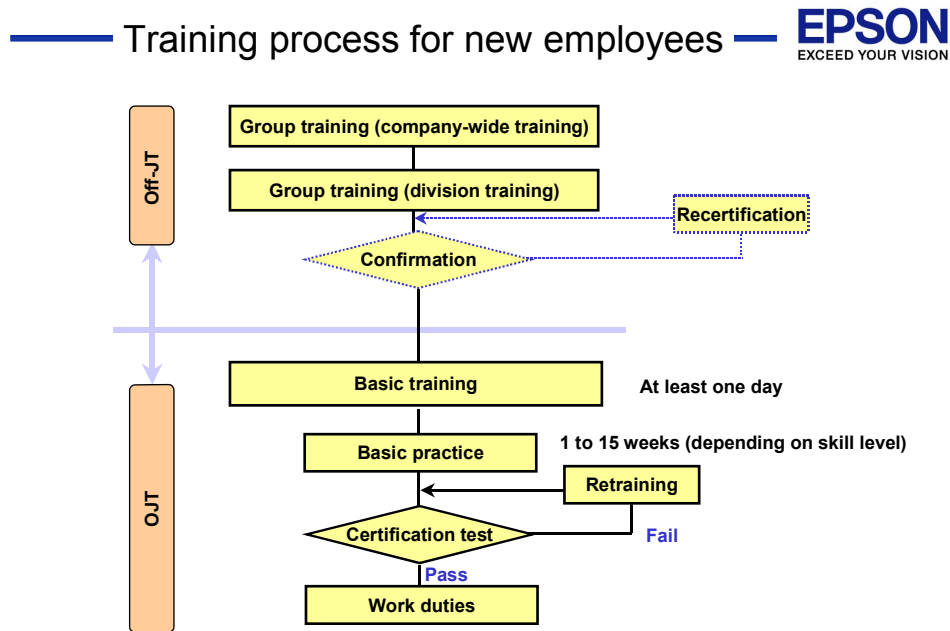 Training process for new employees
EPSON
EXCEED YOUR VISION
Off-JT
Group training (company-wide training)
Group training (division training)
Recertification
Confirmation
OJT
Basic training
At least one day
Basic practice
1 to 15 weeks (depending on skill level)
Retraining
Certification test
Fail
Pass
Work duties